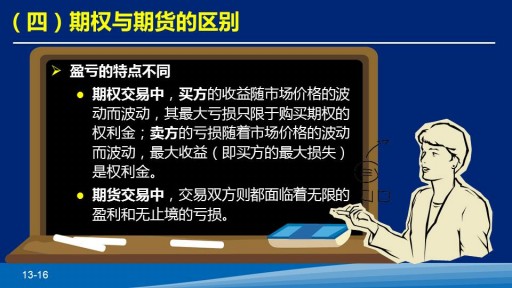 （四）期权与期货的区别
➢ 盈亏的特点不同
● 期权交易中，买方的收益随市场价格的波
动而波动，其最大亏损只限于购买期权的
权利金；卖方的亏损随着市场价格的波动
而波动，最大收益（即买方的最大损失）
是权利金。
● 期货交易中，交易双方则都面临着无限的
盈利和无止境的亏损。
13-16